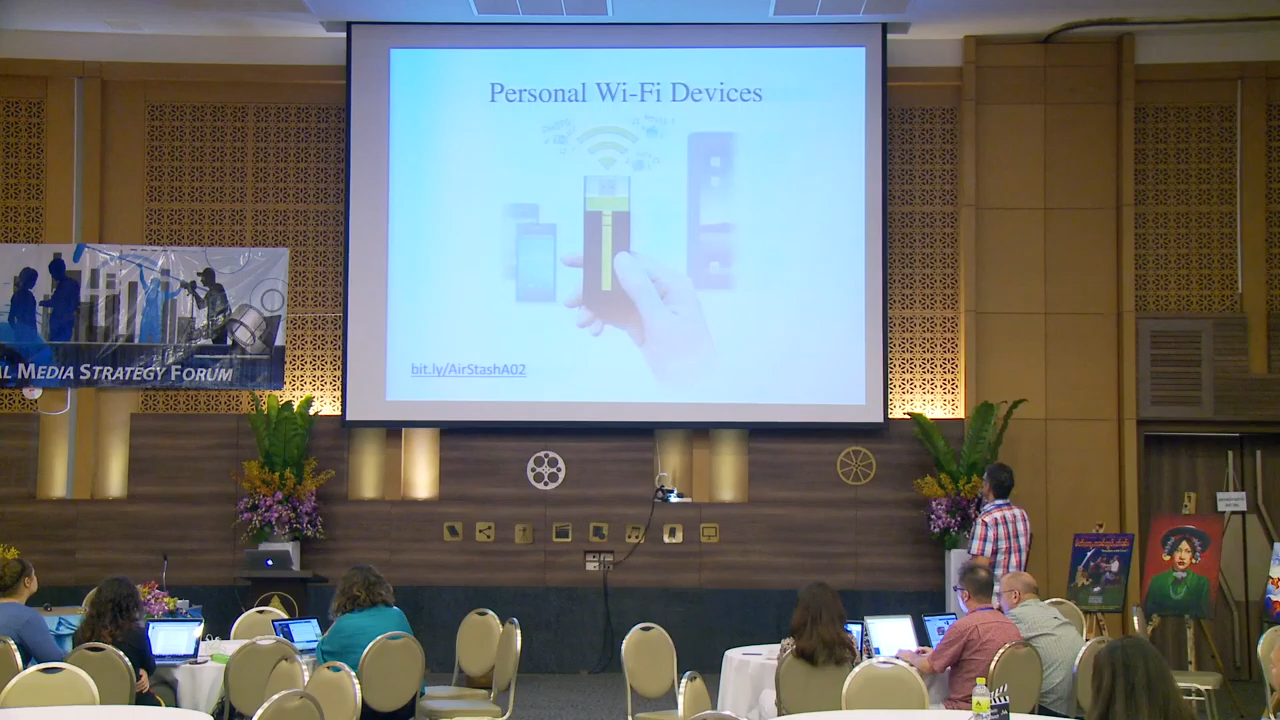 Personal Wi-Fi Devices
bit.ly/AirStashA02
AL MEDIA STRATEGY FORUM